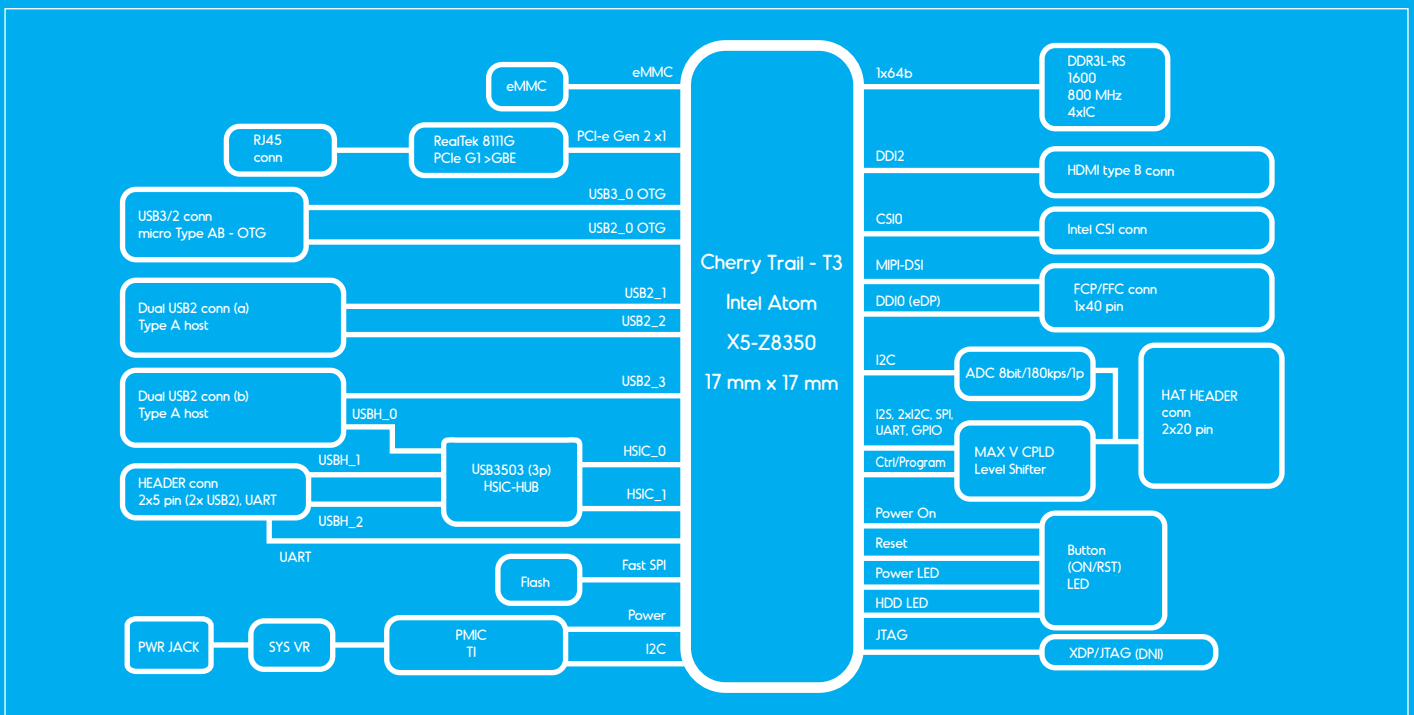 eMMC
eMMC
RJ45
conn
RealTek 8111G
PCIe G1 >GBE
PCI-e Gen 2 x1
USB3/2 conn
micro Type AB - OTG
USB3_0 OTG
USB2_0 OTG
Dual USB2 conn (a)
Type A host
USB2_1
USB2_2
Dual USB2 conn (b)
Type A host
USB2_3
USBH_0
USBH_1
HEADER conn
2x5 pin (2x USB2), UART
USBH_2
UART
USB3503 (3p)
HSIC-HUB
HSIC_0
HSIC_1
Flash
Fast SPI
PWR JACK
SYS VR
PMIC
TI
Power
I2C
Cherry Trail - T3
Intel Atom
X5-Z8350
17 mm x 17 mm
1x64b
DDR3L-RS
1600
800 MHz
4xIC
DDI2
HDMI type B conn
CSI0
Intel CSI conn
MIPI-DSI
DDI0 (eDP)
FCP/FFC conn
1x40 pin
I2C
ADC 8bit/180kps/1p
I2S, 2xI2C, SPI,
UART, GPIO
Ctrl/Program
MAX V CPLD
Level Shifter
HAT HEADER
conn
2x20 pin
Power On
Reset
Power LED
HDD LED
Button
(ON/RST)
LED
JTAG
XDP/JTAG (DNI)